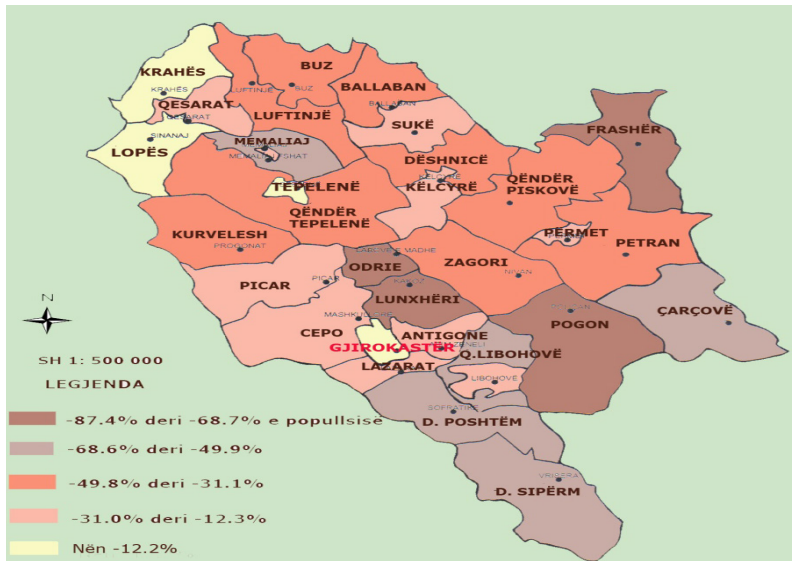 BUZ
KRAHËS
BALLABAN
KRAHËS
LUFTINJË
BUZ
QESARAT
BALLABAN
QESARAT
LUFTINJË
SUKË
FRASHËR
SINANAJ
MEMALIAJ
LOPËS
DËSHNICË
QËNDËR
PISKOVË
KËLCYRË
TEPELENË
KËLCYRË
QËNDËR
TEPELENË
PËRMET
KURVELESH
PROGONAT
PETRAN
ODRIE
ZAGORI
NIVAN
PICAR
PICAR
LUNXHËRI
ÇARÇOVË
POGON
CEPO
ANTIGONE
GJIROKASTËR
Q.LIBOHOVË
LAZARAT
LIBOHOVË
D. POSHTËM
D. SIPËRM
N
SH 1: 500 000
LEGJENDA
-87.4% deri -68.7% e popullsisë
-68.6% deri -49.9%
-49.8% deri -31.1%
-31.0% deri -12.3%
Nën -12.2%